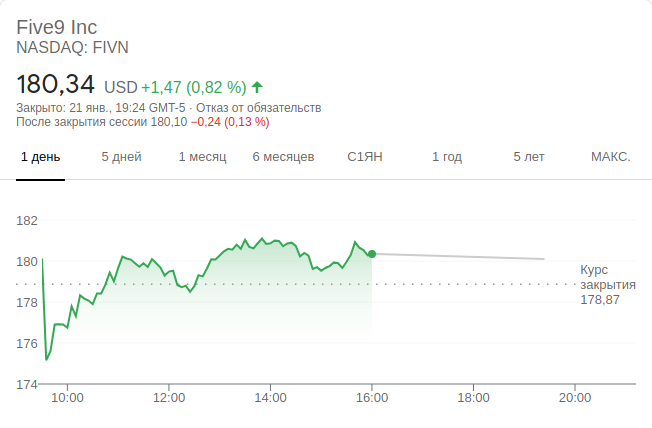 Five9 Inc
NASDAQ: FIVN
180,34 USD +1,47 (0,82 %)
Закрыто: 21 янв., 19:24 GMT-5 · Отказ от обязательств
После закрытия сессии 180,10 −0,24 (0,13 %)
1 день 5 дней 1 месяц 6 месяцев С1ЯН 1 год 5 лет МАКС.
182
180
178
176
174
Курс
закрытия
178,87
10:00 12:00 14:00 16:00 18:00 20:00